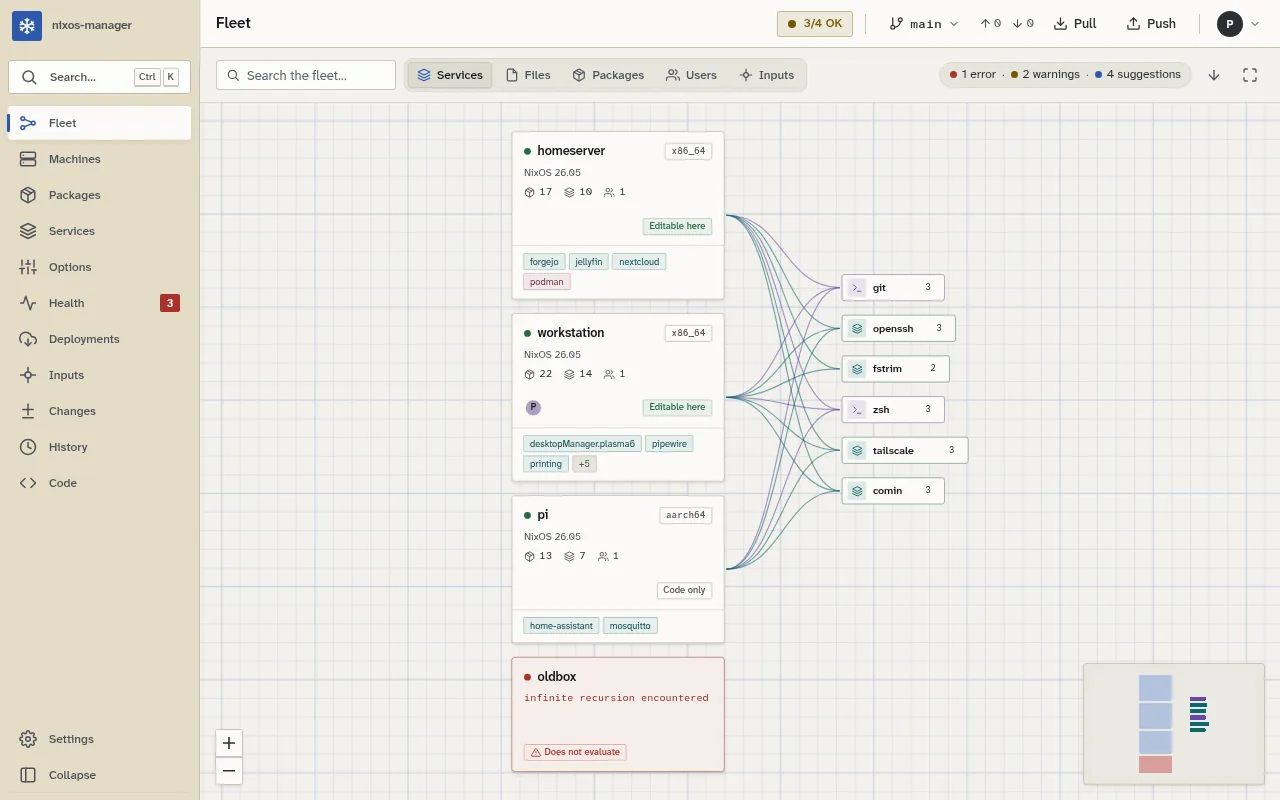 nixos-manager
Fleet
3/4 OK
main
0
0
Pull
Push
P
Search...
Ctrl
K
Search the fleet...
Services
Files
Packages
Users
Inputs
1 error · 2 warnings · 4 suggestions
Fleet
Machines
Packages
Services
Options
Health
3
Deployments
Inputs
Changes
History
Code
Settings
Collapse
homeserver
x86_64
NixOS 26.05
17
10
1
Editable here
forgejo
jellyfin
nextcloud
podman
workstation
x86_64
NixOS 26.05
22
14
1
P
Editable here
desktopManager.plasma6
pipewire
printing
+5
pi
aarch64
NixOS 26.05
13
7
1
Code only
home-assistant
mosquitto
oldbox
infinite recursion encountered
Does not evaluate
git
3
openssh
3
fstrim
2
zsh
3
tailscale
3
comin
3